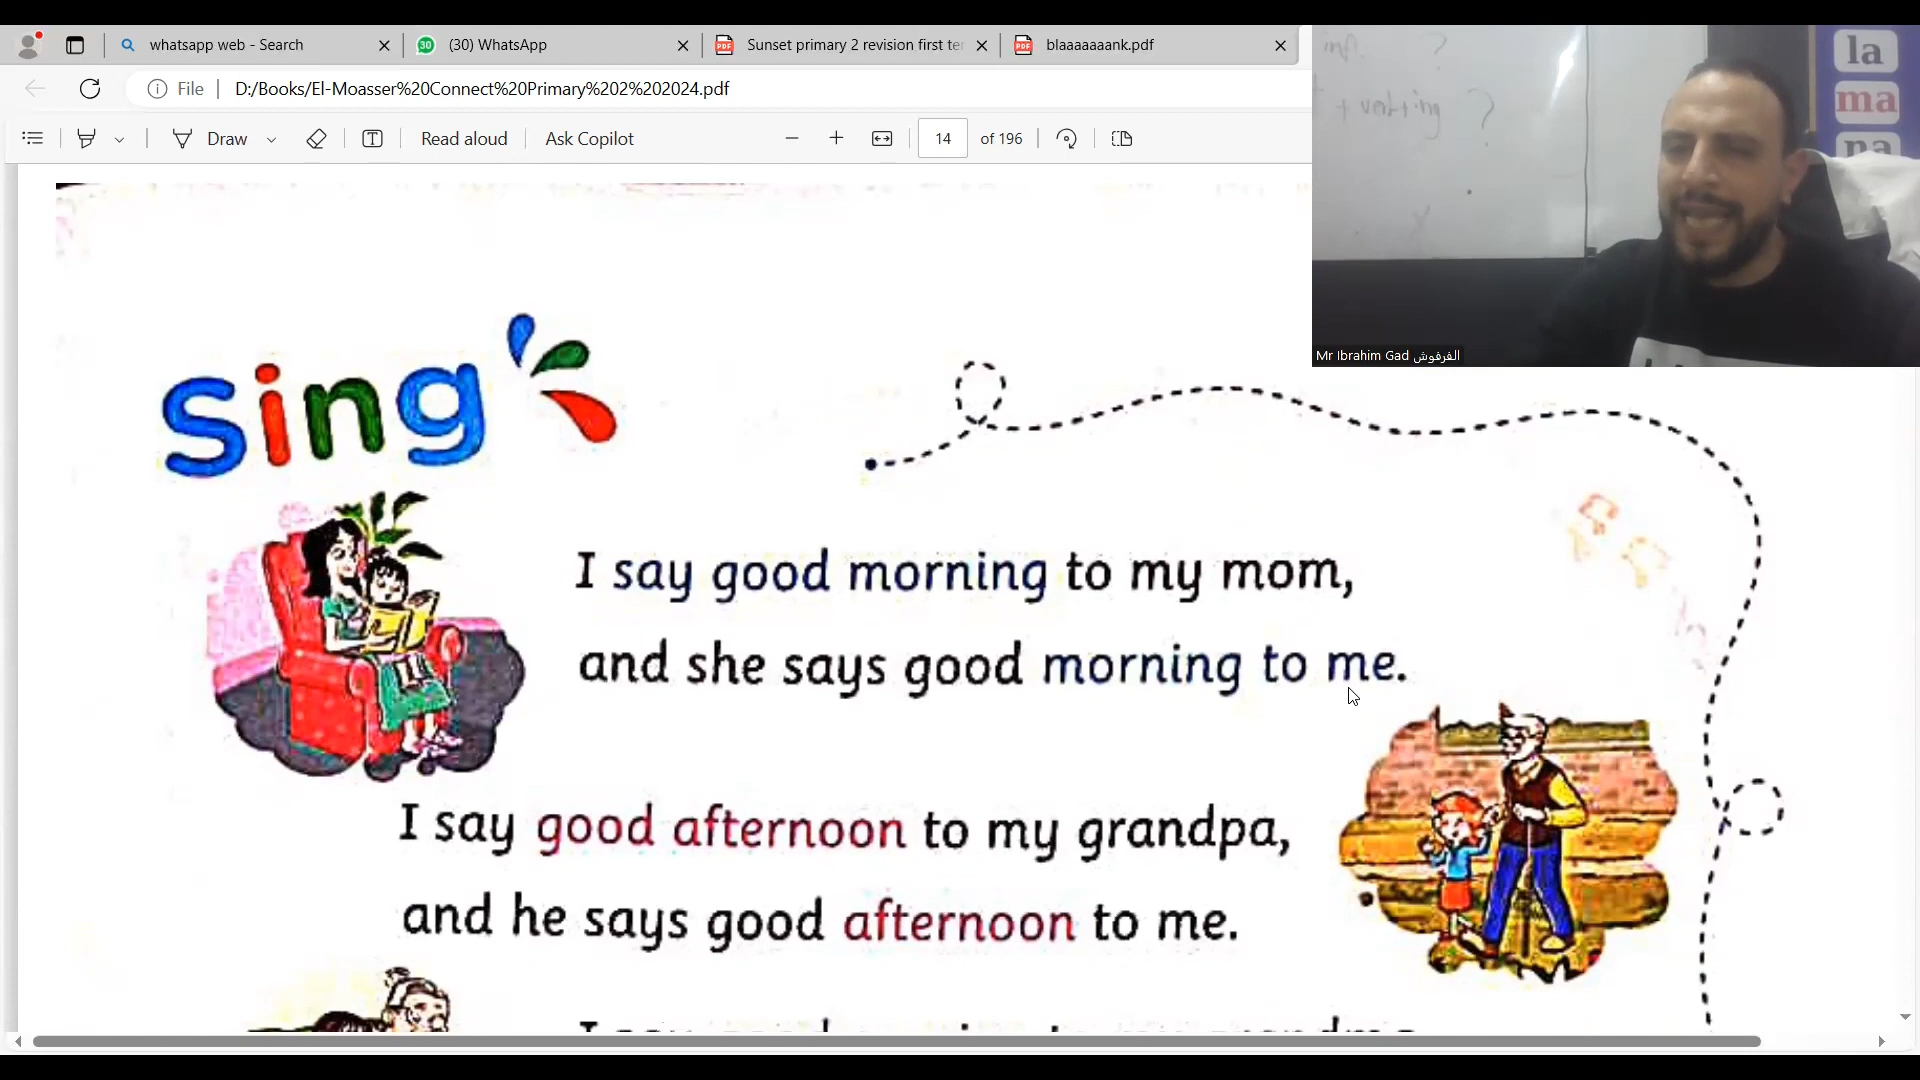 whatsapp web - Search
(30) WhatsApp
Sunset primary 2 revision first te
blaaaaaaank.pdf
File
D:/Books/El-Moasser%20Connect%20Primary%202%202024.pdf
Draw
Read aloud
Ask Copilot
14
of 196
la
ma
na
+ verb+ing ?
Mr Ibrahim Gad الفرفوش
sing
I say good morning to my mom,
and she says good morning to me.
I say good afternoon to my grandpa,
and he says good afternoon to me.